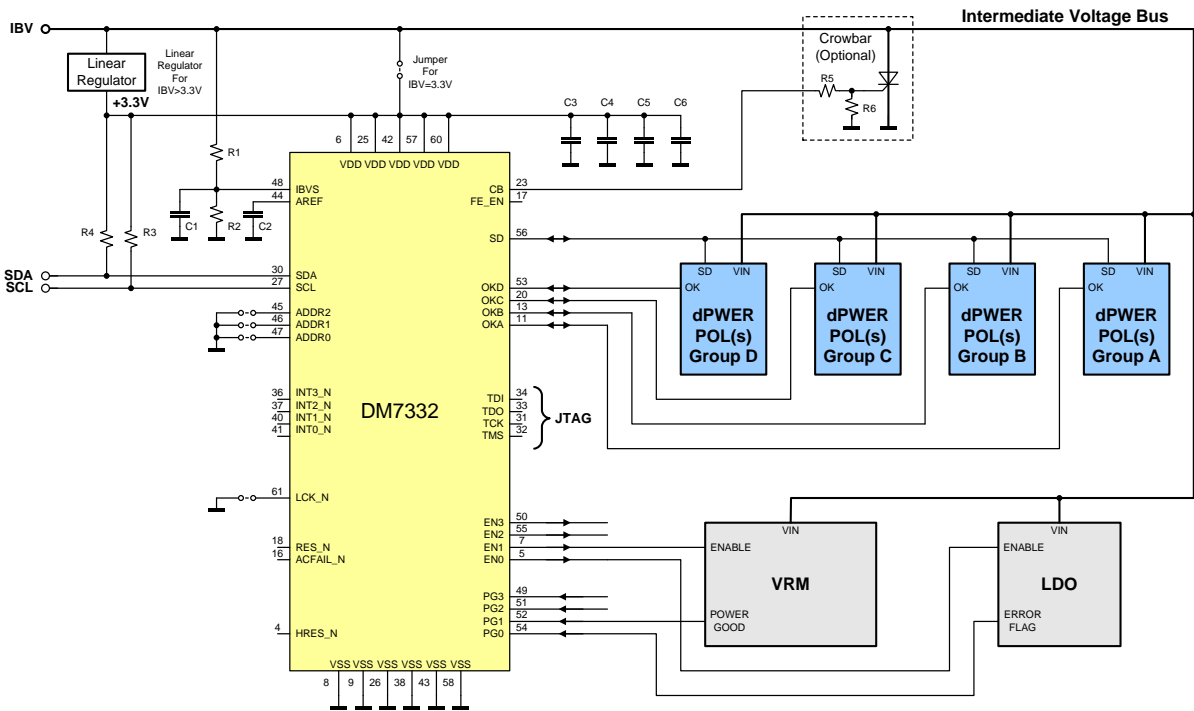 Intermediate Voltage Bus
IBV
Linear
Regulator
Linear
Regulator
For
IBV>3.3V
Jumper
For
IBV=3.3V
Crowbar
(Optional)
R5
R6
+3.3V
C3
C4
C5
C6
6
25
42
57
60
VDD VDD VDD VDD VDD
R1
48
IBVS
44
AREF
C1
R2
C2
R4
R3
CB
23
FE_EN
17
SD
56
SDA
SCL
30
SDA
27
SCL
45
ADDR2
46
ADDR1
47
ADDR0
OKD
53
OKC
20
OKB
13
OKA
11
SD
VIN
OK
dPWER
POL(s)
Group D
SD
VIN
OK
dPWER
POL(s)
Group C
SD
VIN
OK
dPWER
POL(s)
Group B
SD
VIN
OK
dPWER
POL(s)
Group A
36
INT3_N
37
INT2_N
40
INT1_N
41
INT0_N
DM7332
TDI
34
TDO
33
TCK
31
TMS
32
JTAG
61
LCK_N
18
RES_N
16
ACFAIL_N
4
HRES_N
EN3
50
EN2
55
EN1
7
EN0
5
PG3
49
PG2
51
PG1
52
PG0
54
VIN
ENABLE
VRM
POWER
GOOD
VIN
ENABLE
LDO
ERROR
FLAG
VSS VSS VSS VSS VSS VSS
8
9
26
38
43
58